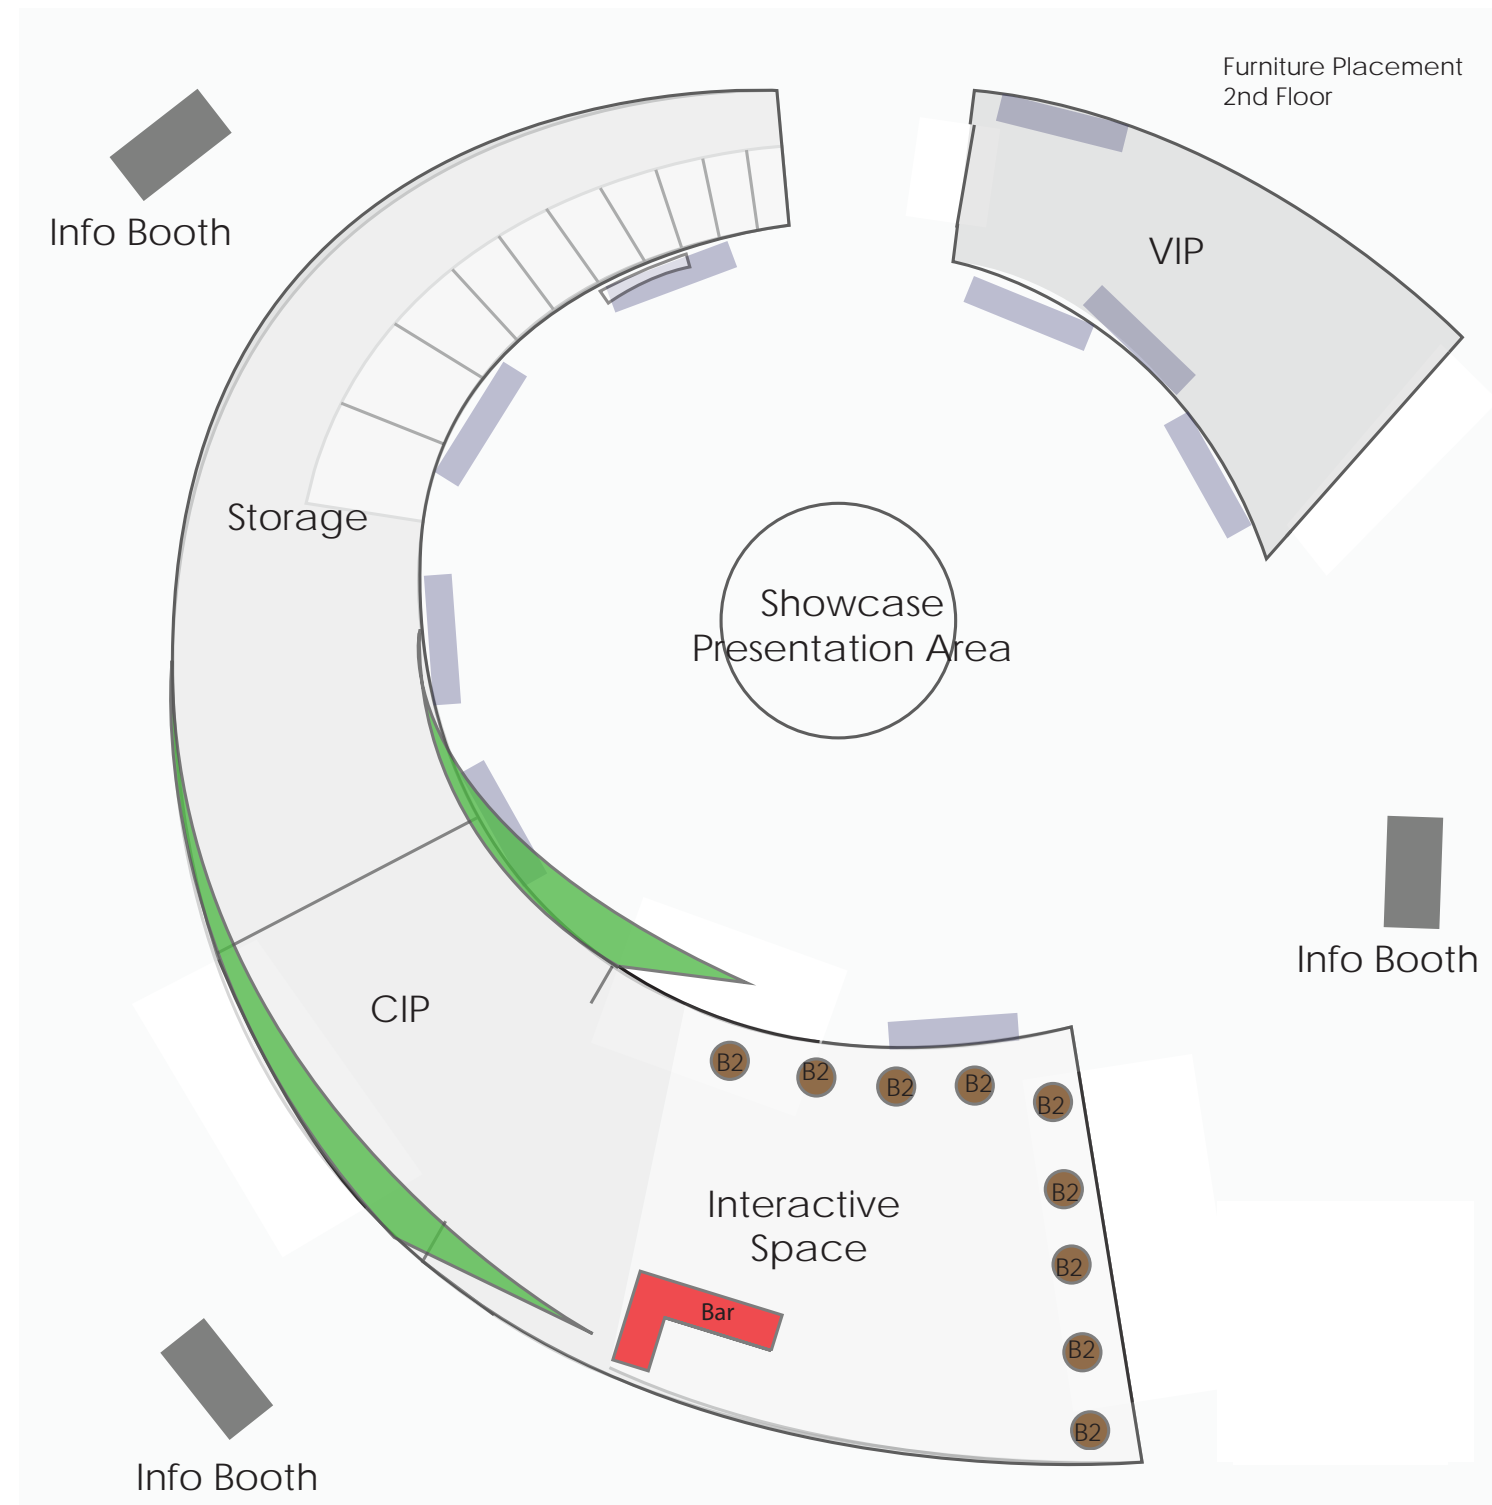 Furniture Placement
2nd Floor
Info Booth
VIP
Storage
Showcase
Presentation Area
Info Booth
CIP
B2
B2
B2
B2
B2
B2
B2
B2
B2
Interactive
Space
Bar
Info Booth